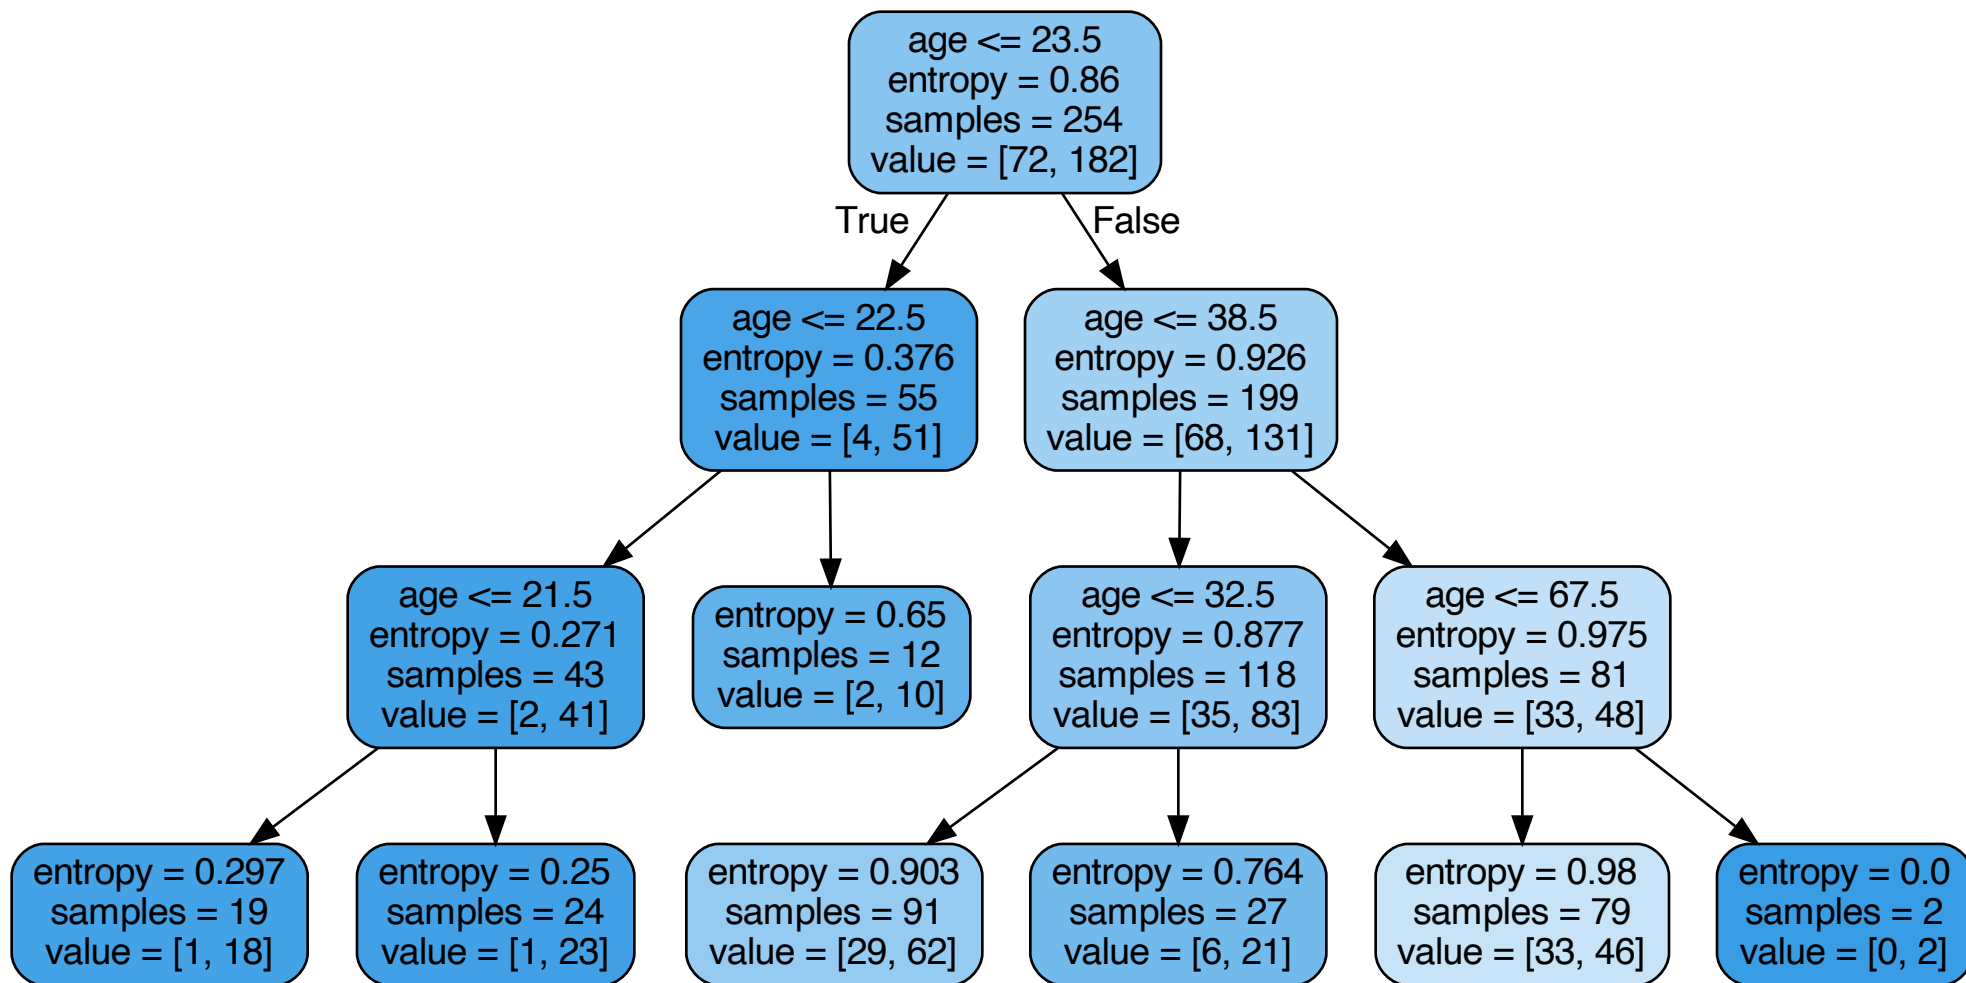 age <= 23.5
entropy = 0.86
samples = 254
value = [72, 182]
True
False
age <= 22.5
entropy = 0.376
samples = 55
value = [4, 51]
age <= 38.5
entropy = 0.926
samples = 199
value = [68, 131]
age <= 21.5
entropy = 0.271
samples = 43
value = [2, 41]
entropy = 0.65
samples = 12
value = [2, 10]
age <= 32.5
entropy = 0.877
samples = 118
value = [35, 83]
age <= 67.5
entropy = 0.975
samples = 81
value = [33, 48]
entropy = 0.297
samples = 19
value = [1, 18]
entropy = 0.25
samples = 24
value = [1, 23]
entropy = 0.903
samples = 91
value = [29, 62]
entropy = 0.764
samples = 27
value = [6, 21]
entropy = 0.98
samples = 79
value = [33, 46]
entropy = 0.0
samples = 2
value = [0, 2]